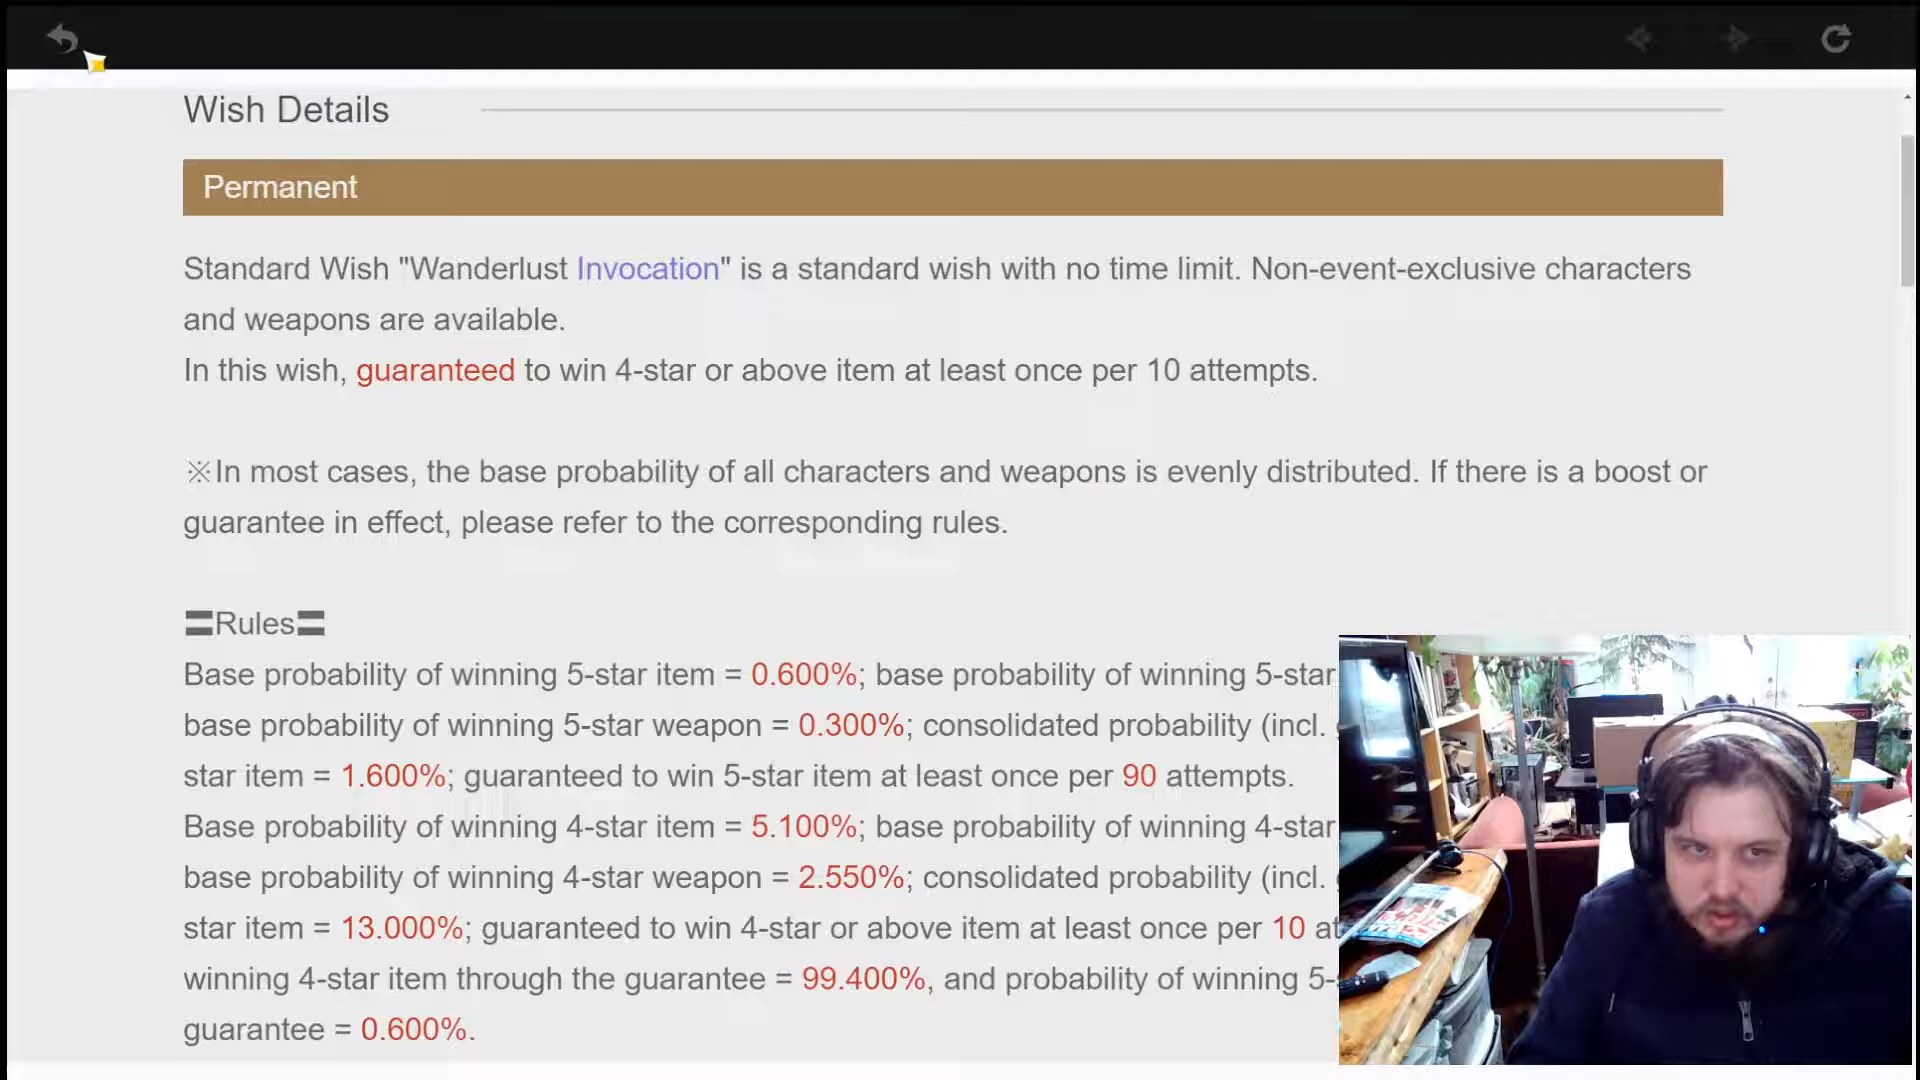 Wish Details
Permanent
Standard Wish "Wanderlust Invocation" is a standard wish with no time limit. Non-event-exclusive characters
and weapons are available.
In this wish, guaranteed to win 4-star or above item at least once per 10 attempts.
※In most cases, the base probability of all characters and weapons is evenly distributed. If there is a boost or
guarantee in effect, please refer to the corresponding rules.
〓Rules〓
Base probability of winning 5-star item = 0.600%; base probability of winning 5-star
base probability of winning 5-star weapon = 0.300%; consolidated probability (incl.
star item = 1.600%; guaranteed to win 5-star item at least once per 90 attempts.
Base probability of winning 4-star item = 5.100%; base probability of winning 4-star
base probability of winning 4-star weapon = 2.550%; consolidated probability (incl.
star item = 13.000%; guaranteed to win 4-star or above item at least once per 10 at
winning 4-star item through the guarantee = 99.400%, and probability of winning 5-
guarantee = 0.600%.